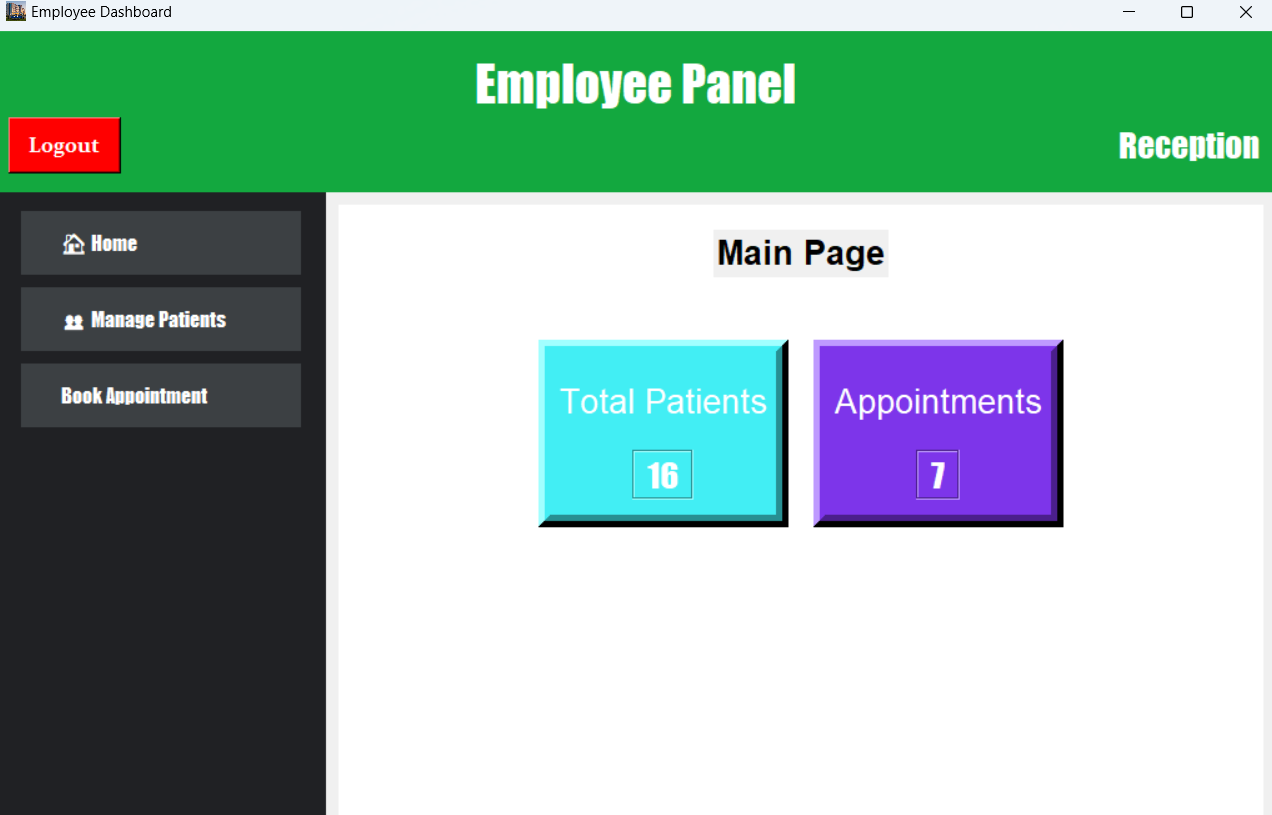 Employee Dashboard
Employee Panel
Logout
Reception
Home
Manage Patients
Book Appointment
Main Page
Total Patients
16
Appointments
7